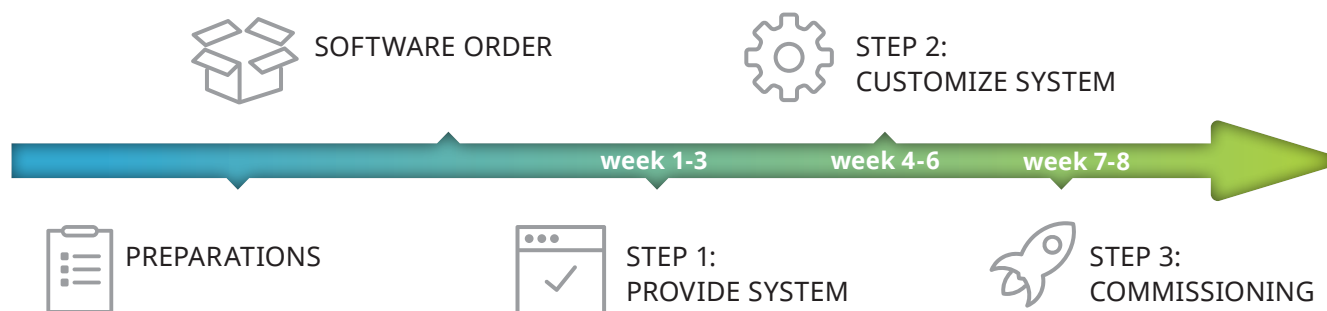 SOFTWARE ORDER
STEP 2:
CUSTOMIZE SYSTEM
week 1-3
week 4-6
week 7-8
PREPARATIONS
STEP 1:
PROVIDE SYSTEM
STEP 3:
COMMISSIONING